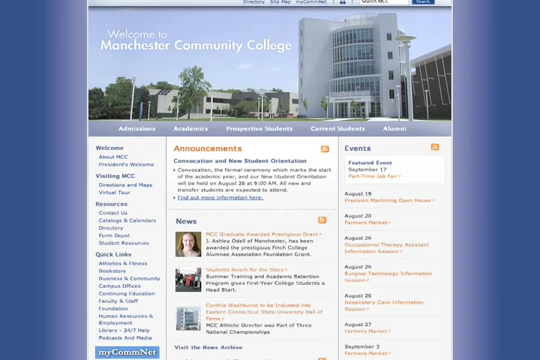 Directory Site Map myCommNet
Search MCC
Search
Welcome to
Manchester Community College
Admissions Academics Prospective Students Current Students Alumni
Welcome
About MCC
President's Welcome
Visiting MCC
Directions and Maps
Virtual Tour
Resources
Contact Us
Catalogs & Calendars
Directory
Form Depot
Student Resources
Quick Links
Athletics & Fitness
Bookstore
Business & Community
Campus Offices
Continuing Education
Faculty & Staff
Foundation
Human Resources &
Employment
Library - 24/7 Help
Podcasts And Media
myCommNet
Announcements
Convocation and New Student Orientation
Convocation, the formal ceremony which marks the start
of the academic year, and our New Student Orientation
will be held on August 26 at 9:00 AM. All new and
transfer students are expected to attend.
Find out more information here.
News
MCC Graduate Awarded Prestigious Grant
J. Ashley Odell of Manchester, has been
awarded the prestigious Finch College
Alumnae Association Foundation Grant.
Students Reach for the Stars
Summer Training and Academic Retention
Program gives First-Year College Students a
Head Start.
Cynthia Washburne to be Inducted into
Eastern Connecticut State University Hall of
Fame
MCC Athletic Director was Part of Three
National Championships
Visit the News Archive
Events
Featured Event
September 17
Part-Time Job Fair
August 19
Precision Machining Open House
August 20
Farmers Market
August 26
Occupational Therapy Assistant
Information Session
August 26
Surgical Technology Information
Session
August 26
Respiratory Care Information
Session
August 27
Farmers Market
September 3
Farmers Market